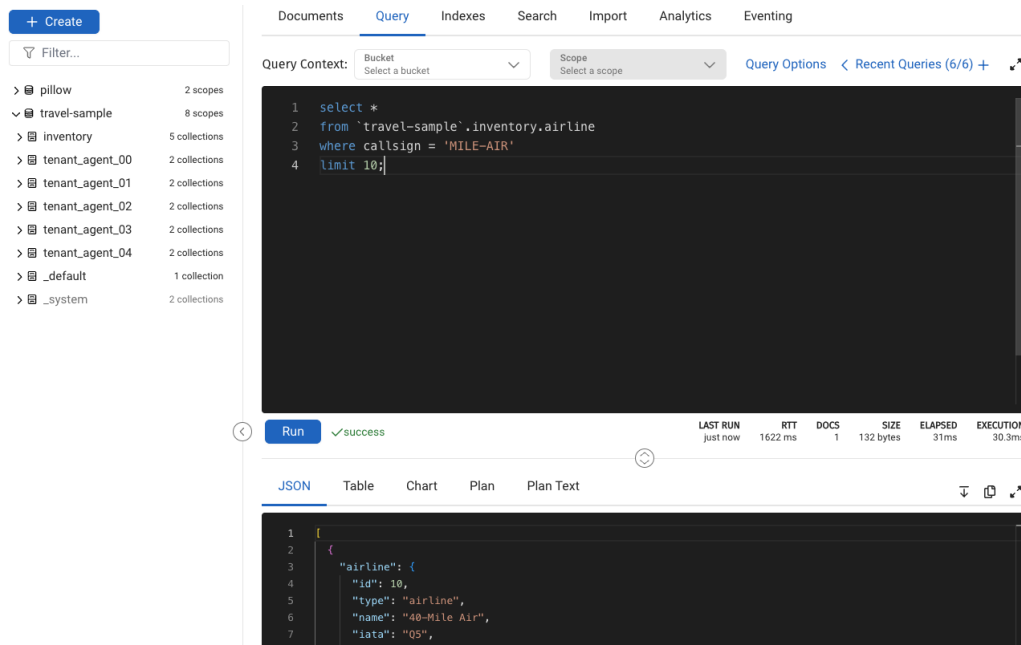 + Create
Filter...
pillow 2 scopes
travel-sample 8 scopes
inventory 5 collections
tenant_agent_00 2 collections
tenant_agent_01 2 collections
tenant_agent_02 2 collections
tenant_agent_03 2 collections
tenant_agent_04 2 collections
_default 1 collection
_system 2 collections
Documents Query Indexes Search Import Analytics Eventing
Query Context: Bucket Select a bucket Scope Select a scope Query Options < Recent Queries (6/6) +
1 select *
2 from `travel-sample`.inventory.airline
3 where callsign = 'MILE-AIR'
4 limit 10;
Run success
LAST RUN RTT DOCS SIZE ELAPSED EXECUTION
just now 1622 ms 1 132 bytes 31ms 30.3ms
JSON Table Chart Plan Plan Text
1 [
2 {
3 "airline": {
4 "id": 10,
5 "type": "airline",
6 "name": "40-Mile Air",
7 "iata": "Q5",